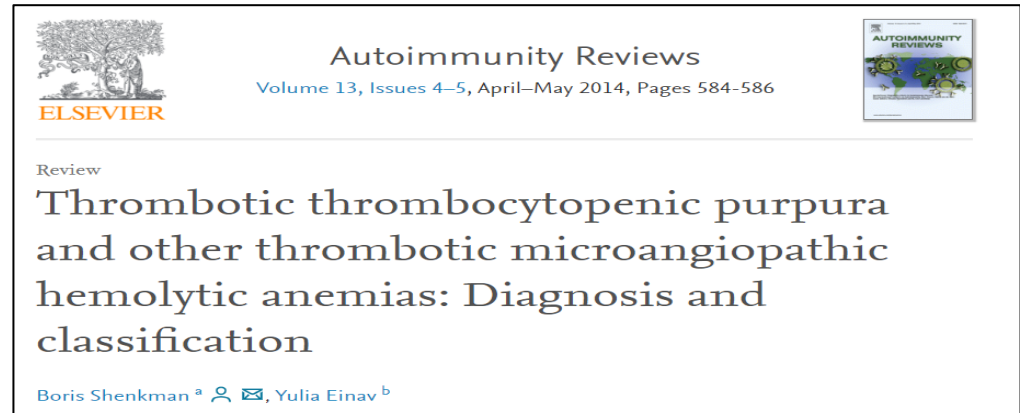 ELSEVIER
Autoimmunity Reviews
Volume 13, Issues 4–5, April–May 2014, Pages 584-586
AUTOIMMUNITY
REVIEWS
Review
Thrombotic thrombocytopenic purpura
and other thrombotic microangiopathic
hemolytic anemias: Diagnosis and
classification
Boris Shenkman a, Yulia Einav b